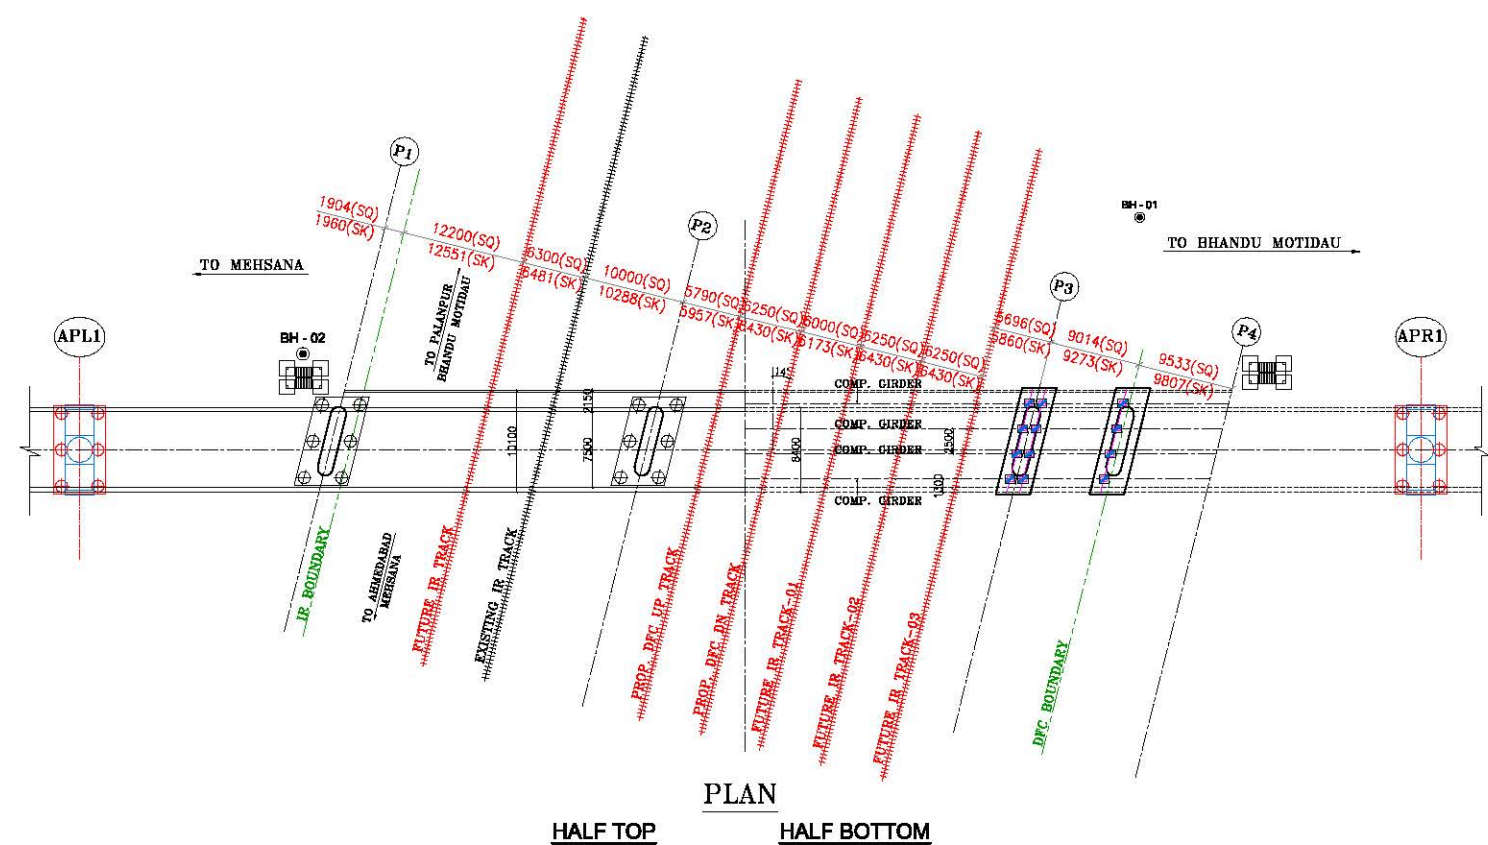 P1
BH - 01
1904(SQ)
1960(SK)
12200(SQ)
12551(SK)
6300(SQ)
6481(SK)
10000(SQ)
10288(SK)
P2
5790(SQ)
5957(SK)
6250(SQ)
6430(SK)
6000(SQ)
6173(SK)
6250(SQ)
6430(SK)
6250(SQ)
6430(SK)
P3
5696(SQ)
5860(SK)
9014(SQ)
9273(SK)
9533(SQ)
9807(SK)
P4
TO MEHSANA
TO BHANDU MOTIDAU
TO PALANPUR
BHANDU MOTIDAU
APL1
BH - 02
APR1
COMP. GIRDER
COMP. GIRDER
COMP. GIRDER
COMP. GIRDER
10100
2150
7500
8400
2500
IR BOUNDARY
TO AHMEDABAD
MEHSANA
FUTURE IR TRACK
EXISTING IR TRACK
PROP. DFC UP TRACK
PROP. DFC DN TRACK
FUTURE IR TRACK-01
FUTURE IR TRACK-02
FUTURE IR TRACK-03
DFC BOUNDARY
PLAN
HALF TOP
HALF BOTTOM